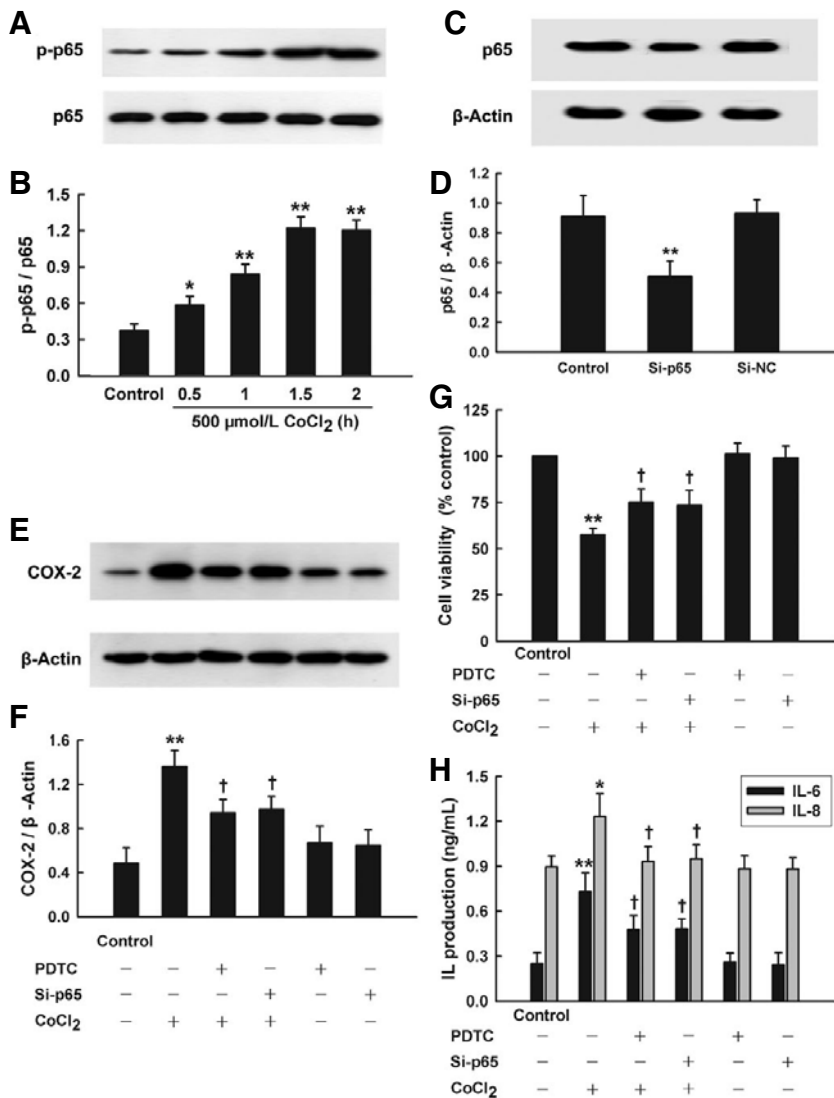 A
p-p65
p65
B
p-p65 / p65
1.5
1.2
0.9
0.6
0.3
0.0
*
**
**
**
Control 0.5 1 1.5 2
500 µmol/L CoCl2 (h)
C
p65
β-Actin
D
p65 / β -Actin
1.2
1.0
0.8
0.6
0.4
0.2
0.0
**
Control Si-p65 Si-NC
E
COX-2
β-Actin
F
COX-2 / β -Actin
1.6
1.2
0.8
0.4
0.0
**
†
†
Control
PDTC – – + – + –
Si-p65 – – – + – +
CoCl2 – + + + – –
G
Cell viability (% control)
125
100
75
50
25
0
**
†
†
Control
PDTC – – + – + –
Si-p65 – – – + – +
CoCl2 – + + + – –
H
IL production (ng/mL)
1.5
1.2
0.9
0.6
0.3
0.0
IL-6
IL-8
**
*
†
†
†
†
Control
PDTC – – + – + –
Si-p65 – – – + – +
CoCl2 – + + + – –